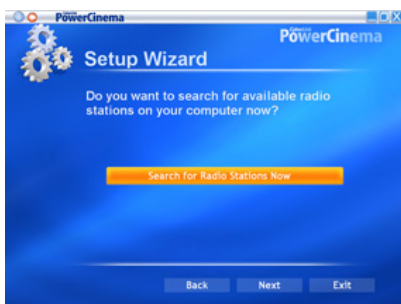 PowerCinema
CyberLink
PowerCinema
Setup Wizard
Do you want to search for available radio
stations on your computer now?
Search for Radio Stations Now
Back Next Exit